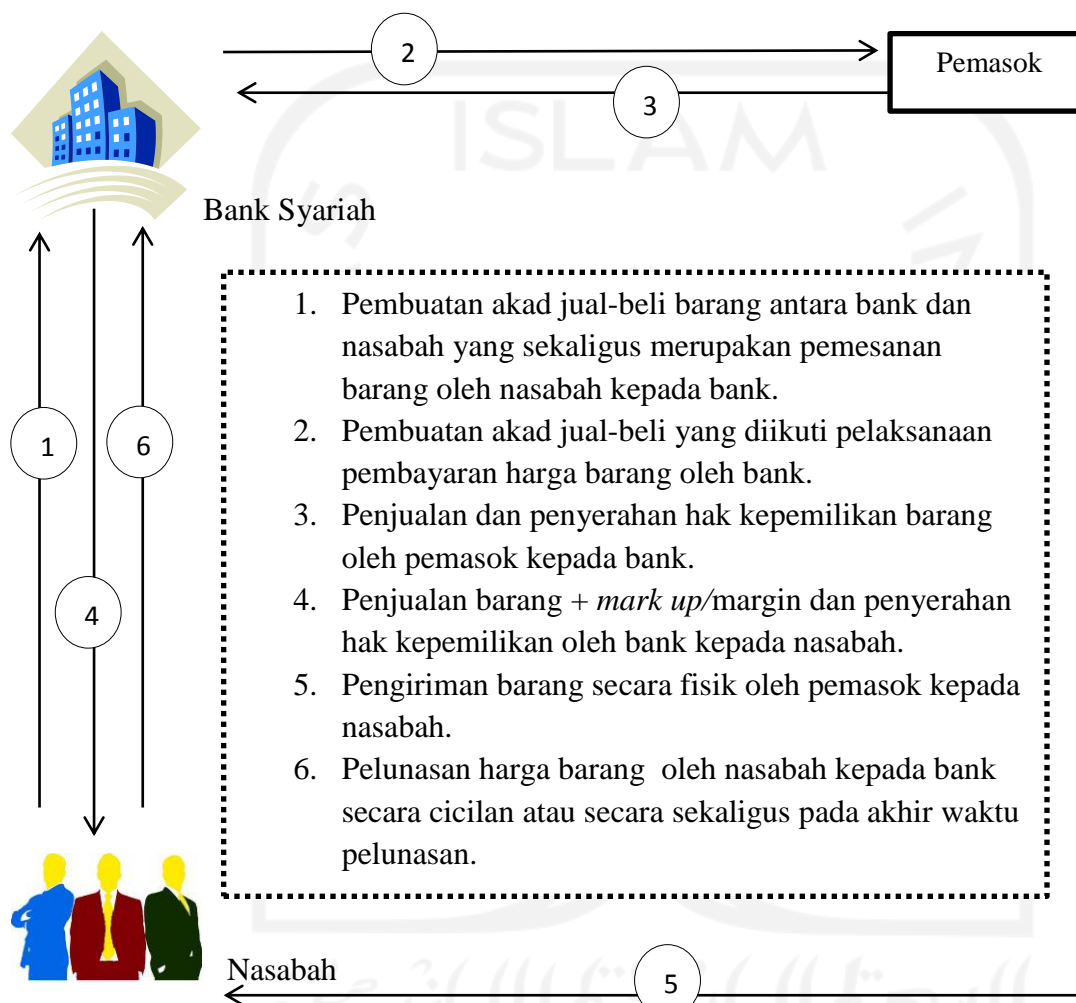 2
Pemasok
3
ISLAM
Bank Syariah
1. Pembuatan akad jual-beli barang antara bank dan
nasabah yang sekaligus merupakan pemesanan
barang oleh nasabah kepada bank.
2. Pembuatan akad jual-beli yang diikuti pelaksanaan
pembayaran harga barang oleh bank.
3. Penjualan dan penyerahan hak kepemilikan barang
oleh pemasok kepada bank.
4. Penjualan barang + mark up/margin dan penyerahan
hak kepemilikan oleh bank kepada nasabah.
5. Pengiriman barang secara fisik oleh pemasok kepada
nasabah.
6. Pelunasan harga barang oleh nasabah kepada bank
secara cicilan atau secara sekaligus pada akhir waktu
pelunasan.
1
6
4
Nasabah
5